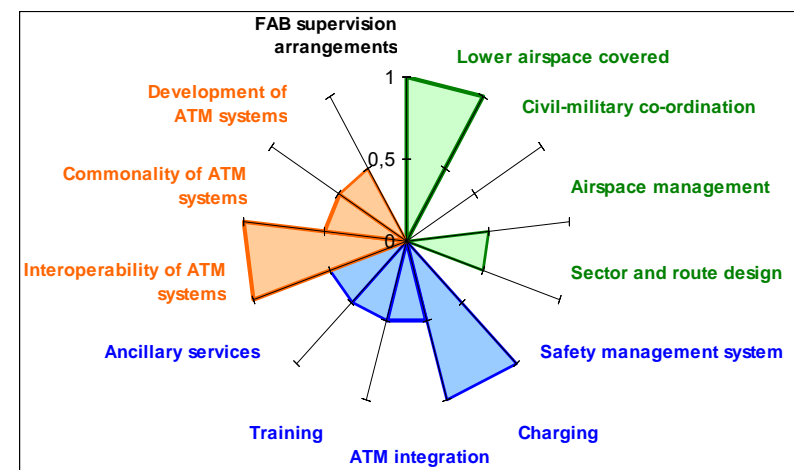 FAB supervision
arrangements
Lower airspace covered
1
Development of
ATM systems
Civil-military co-ordination
0,5
Commonality of ATM
systems
Airspace management
0
Interoperability of ATM
systems
Sector and route design
Ancillary services
Safety management system
Training
Charging
ATM integration